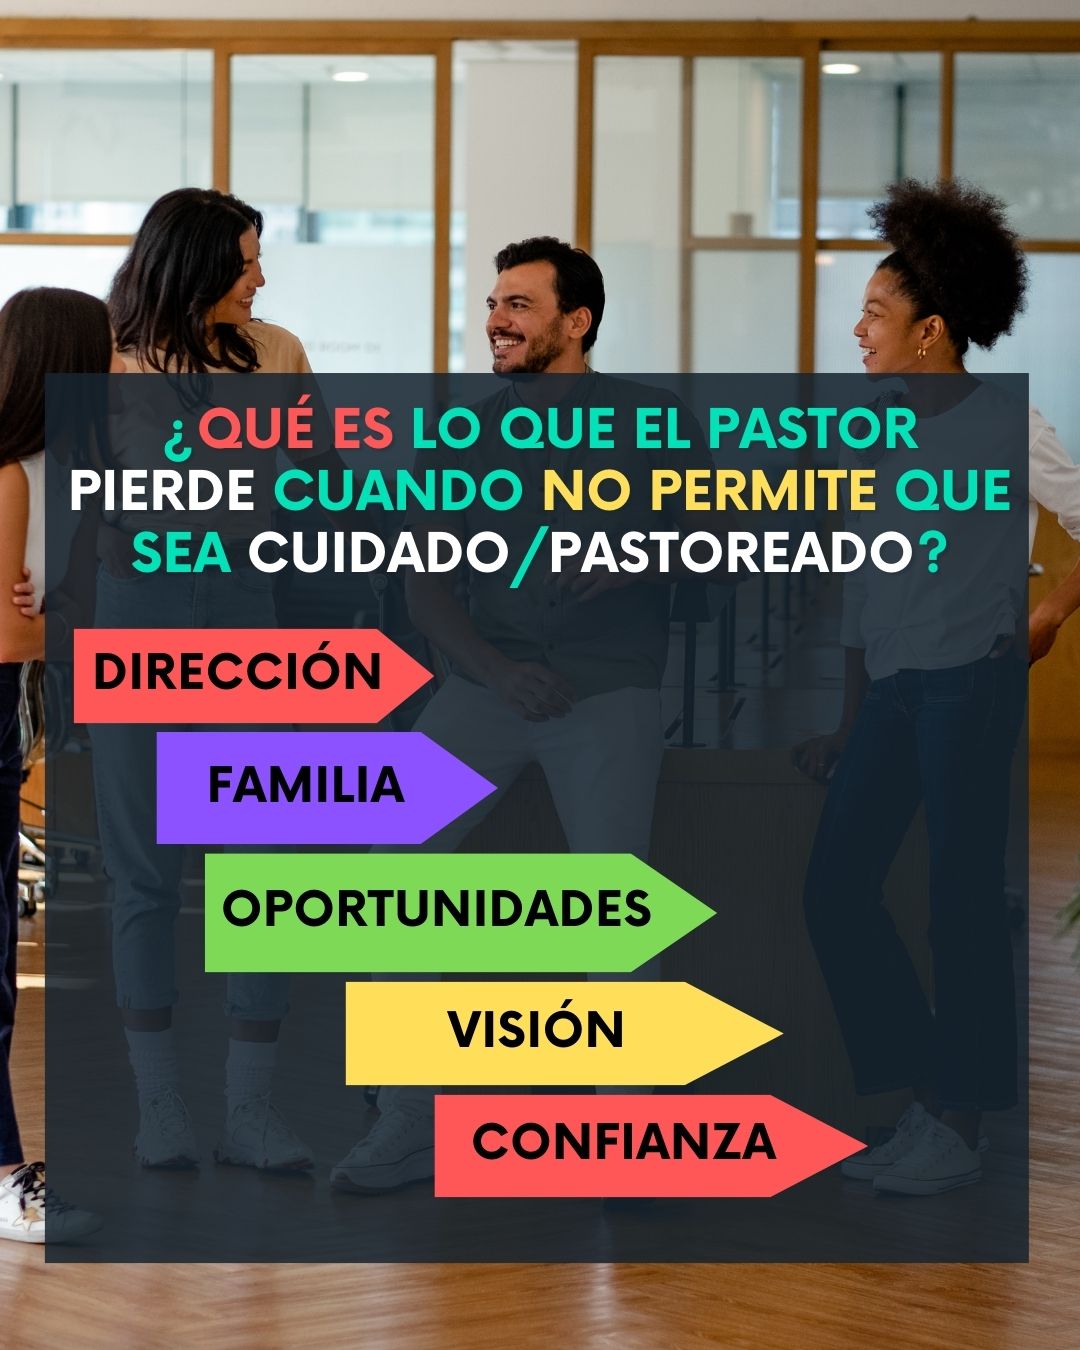 ¿QUÉ ES LO QUE EL PASTOR
PIERDE CUANDO NO PERMITE QUE
SEA CUIDADO/PASTOREADO?
DIRECCIÓN
FAMILIA
OPORTUNIDADES
VISIÓN
CONFIANZA